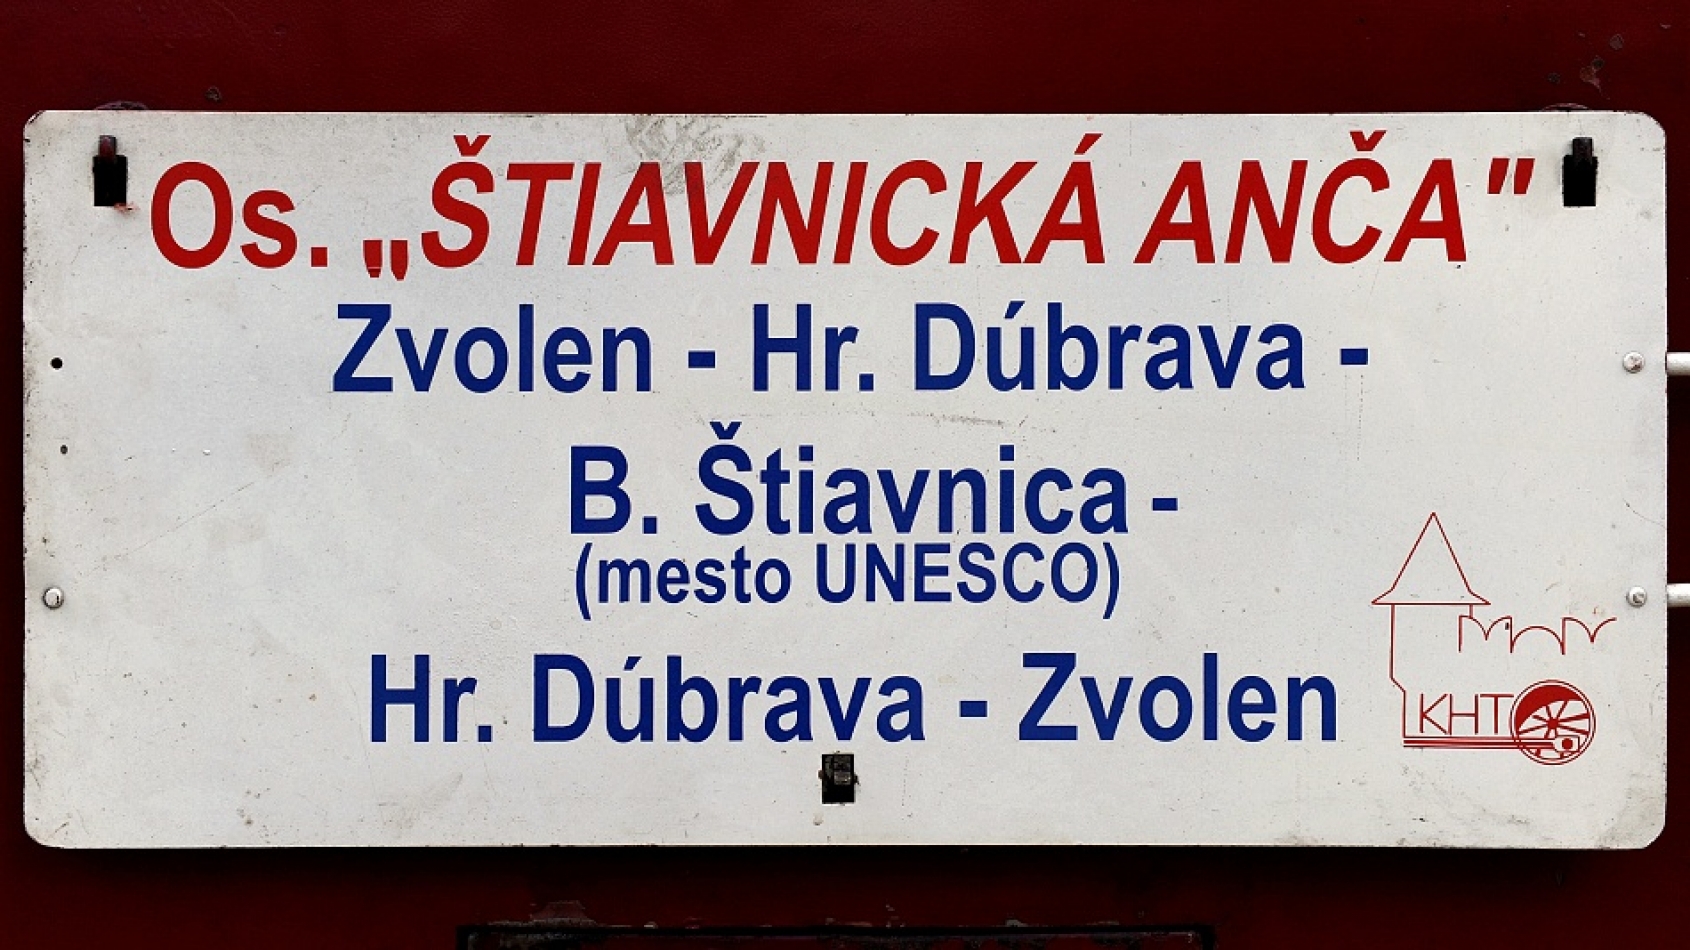 Os. „ŠTIAVNICKÁ ANČA"
Zvolen - Hr. Dúbrava -
B. Štiavnica -
(mesto UNESCO)
Hr. Dúbrava - Zvolen
KHT